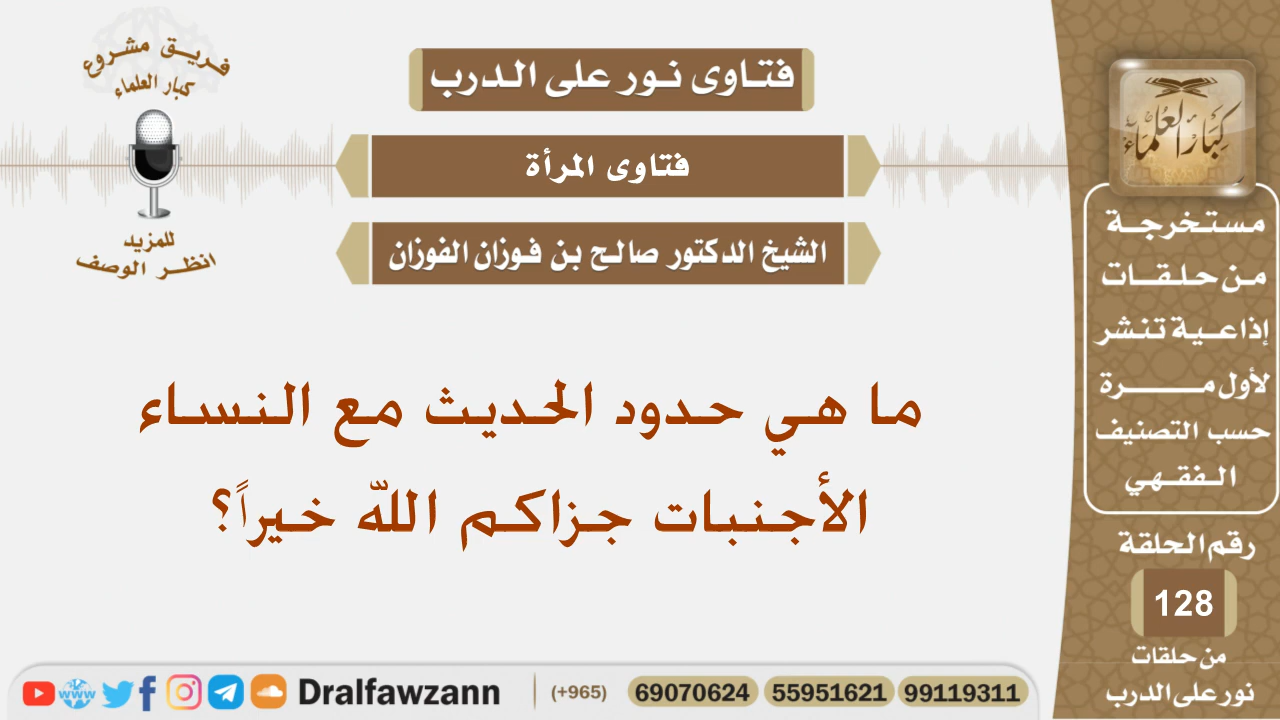 فريق مشروع
كبار العلماء
للمزيد
انظر الوصف
فتاوى نور على الدرب
فتاوى المرأة
الشيخ الدكتور صالح بن فوزان الفوزان
ما هي حدود الحديث مع النساء
الأجنبات جزاكم الله خيراً؟
كبار العلماء
مستخرجة
من حلقات
إذاعية تنشر
لأول مرة
حسب التصنيف
الفقهي
رقم الحلقة
128
من حلقات
نور على الدرب
www
Dralfawzann
(+965) 69070624 55951621 99119311